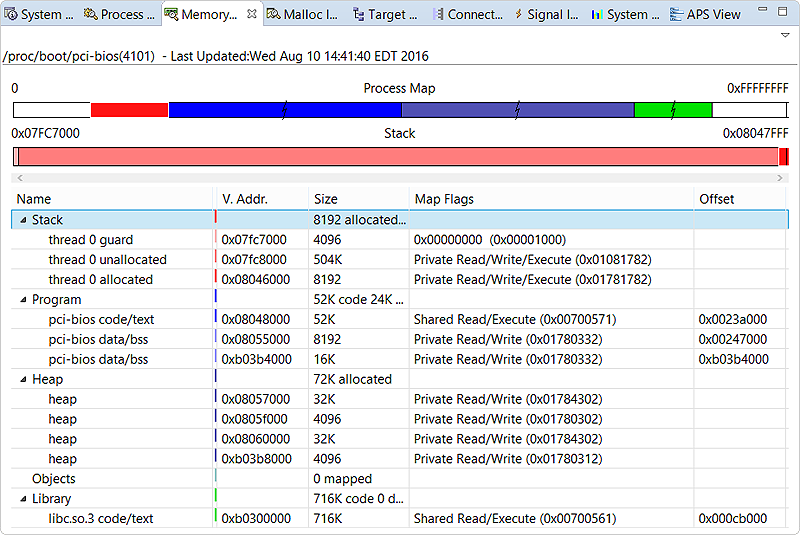 System ... Process ... Memory... Malloc I... Target ... Connect... Signal I... System ... APS View
/proc/boot/pci-bios(4101) - Last Updated:Wed Aug 10 14:41:40 EDT 2016
0 Process Map 0xFFFFFFFF
0x07FC7000 Stack 0x08047FFF
Name V. Addr. Size Map Flags Offset
Stack 8192 allocated...
thread 0 guard 0x07fc7000 4096 0x00000000 (0x00001000)
thread 0 unallocated 0x07fc8000 504K Private Read/Write/Execute (0x01081782)
thread 0 allocated 0x08046000 8192 Private Read/Write/Execute (0x01781782)
Program 52K code 24K ...
pci-bios code/text 0x08048000 52K Shared Read/Execute (0x00700571) 0x0023a000
pci-bios data/bss 0x08055000 8192 Private Read/Write (0x01780332) 0x00247000
pci-bios data/bss 0xb03b4000 16K Private Read/Write (0x01780332) 0xb03b4000
Heap 72K allocated
heap 0x08057000 32K Private Read/Write (0x01784302)
heap 0x0805f000 4096 Private Read/Write (0x01780302)
heap 0x08060000 32K Private Read/Write (0x01784302)
heap 0xb03b8000 4096 Private Read/Write (0x01780312)
Objects 0 mapped
Library 716K code 0 d...
libc.so.3 code/text 0xb0300000 716K Shared Read/Execute (0x00700561) 0x000cb000